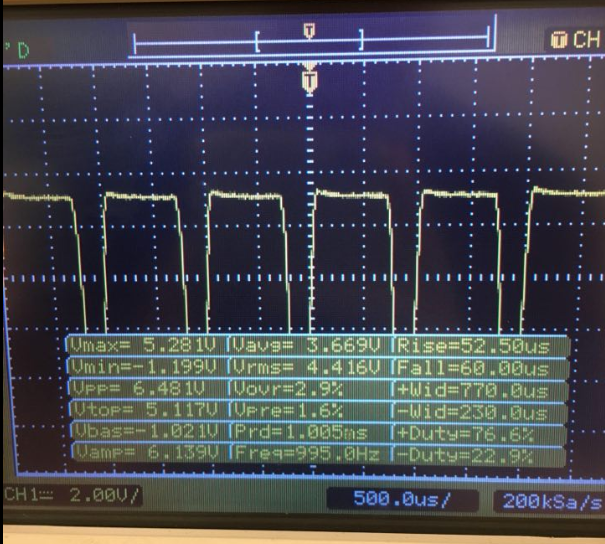 'D
T
T CH
T
Vmax= 5.281V Vavg= 3.669V Rise=52.50us
Vmin=-1.199V Vrms= 4.416V Fall=60.00us
Vpp= 6.481V Vovr=2.9% +Wid=770.0us
Vtop= 5.117V Vpre=1.6% -Wid=230.0us
Vbas=-1.021V Prd=1.005ms +Duty=76.6%
Vamp= 6.139V Freq=995.0Hz -Duty=22.9%
CH1 2.00V/ 500.0us/ 200kSa/s